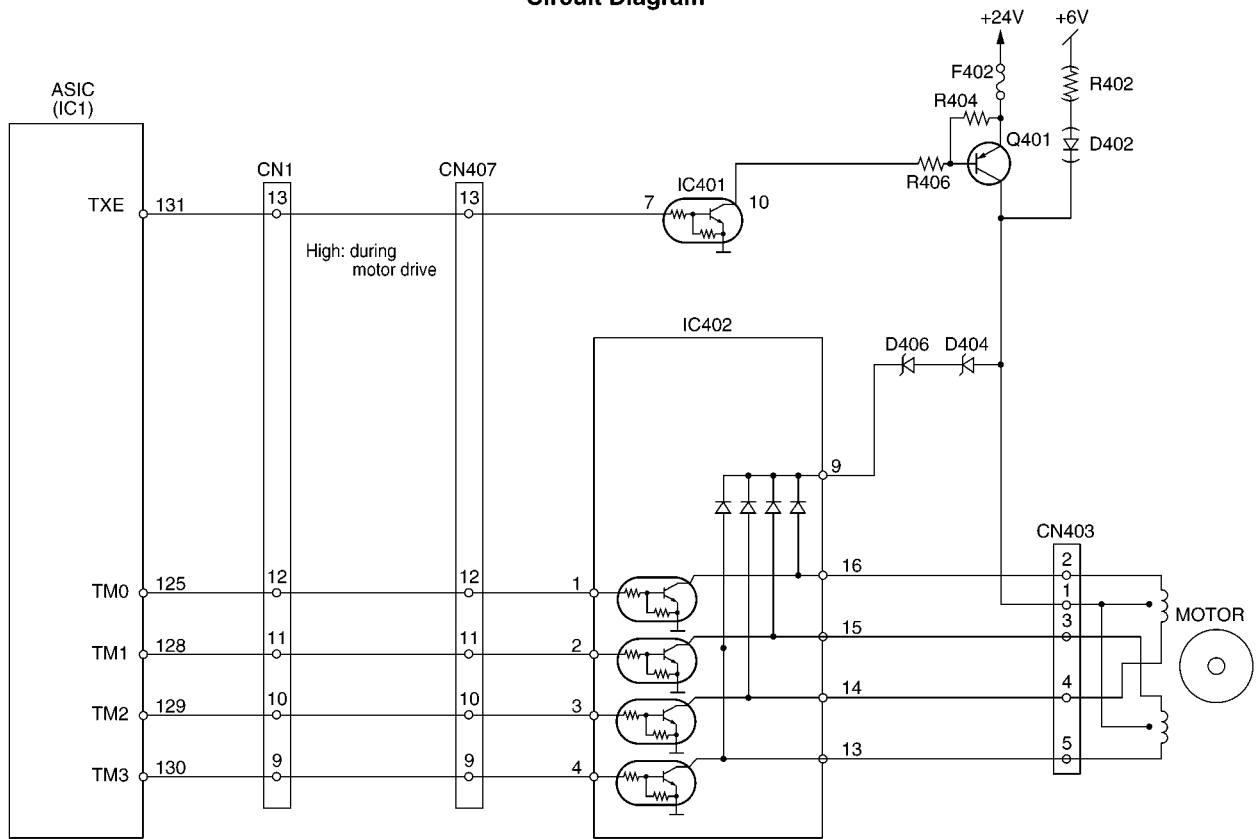 Circuit Diagram
+24V
+6V
F402
R402
R404
Q401
D402
R406
ASIC
(IC1)
CN1
CN407
IC401
TXE
131
13
13
7
10
High: during
motor drive
IC402
D406
D404
9
CN403
TM0
125
12
12
1
16
2
1
MOTOR
TM1
128
11
11
2
15
3
TM2
129
10
10
3
14
4
TM3
130
9
9
4
13
5